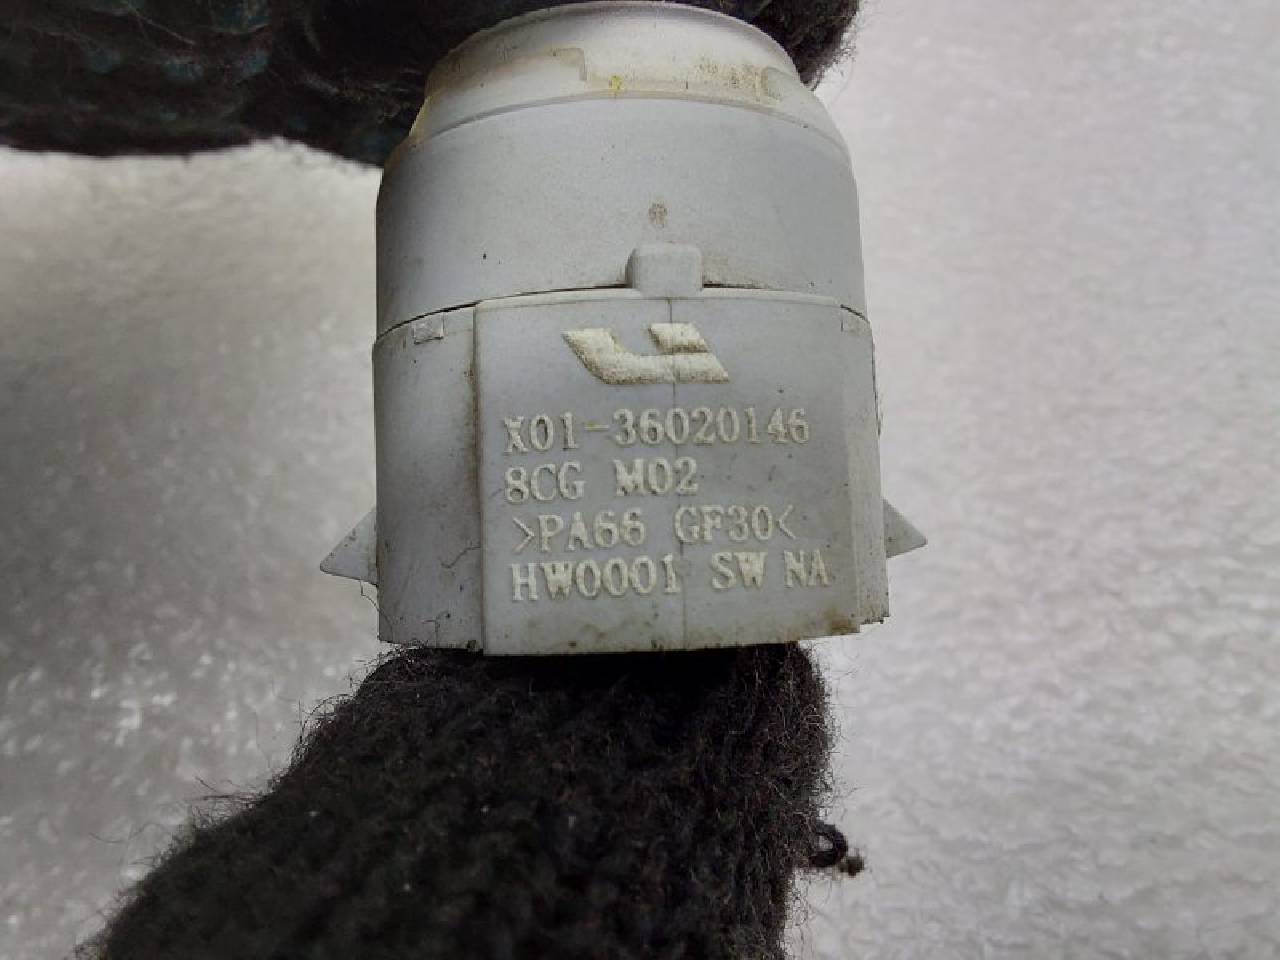 X01-36020146
8CG M02
>PA66 GF30<
HW0001 SW NA